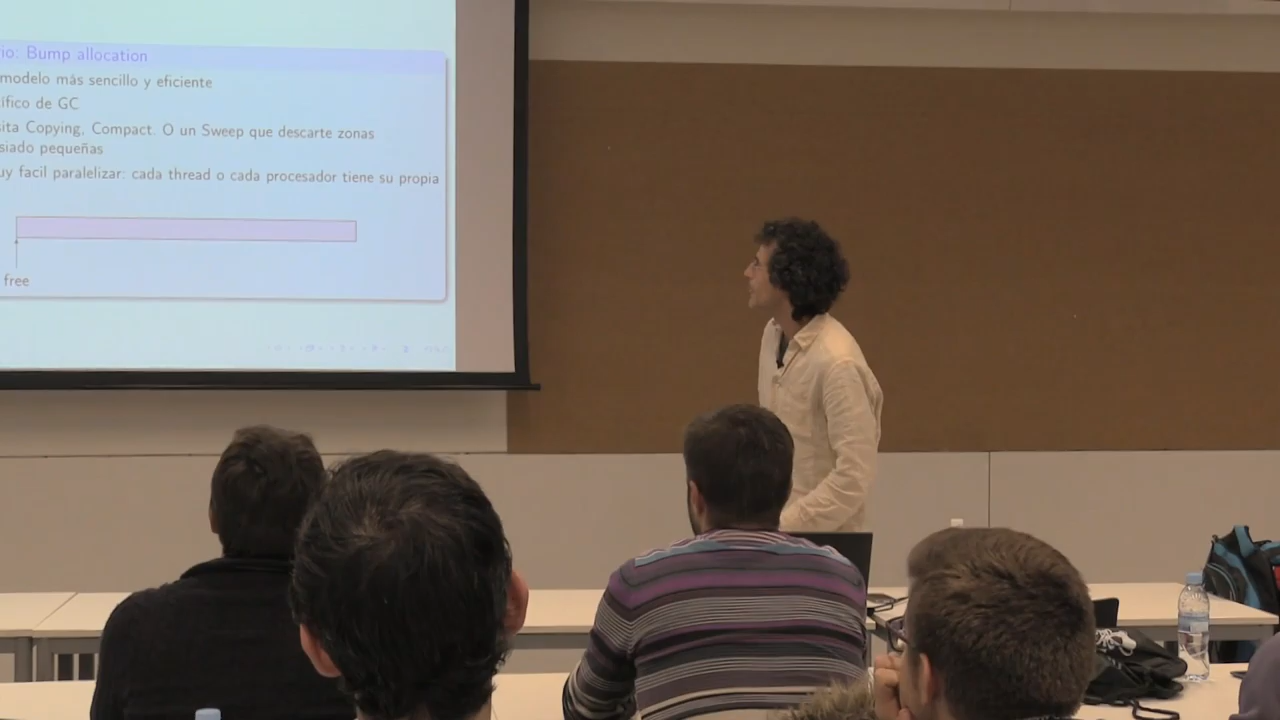 io: Bump allocation
modelo más sencillo y eficiente
ífico de GC
sita Copying, Compact. O un Sweep que descarte zonas
siado pequeñas
uy facil paralelizar: cada thread o cada procesador tiene su propia
free